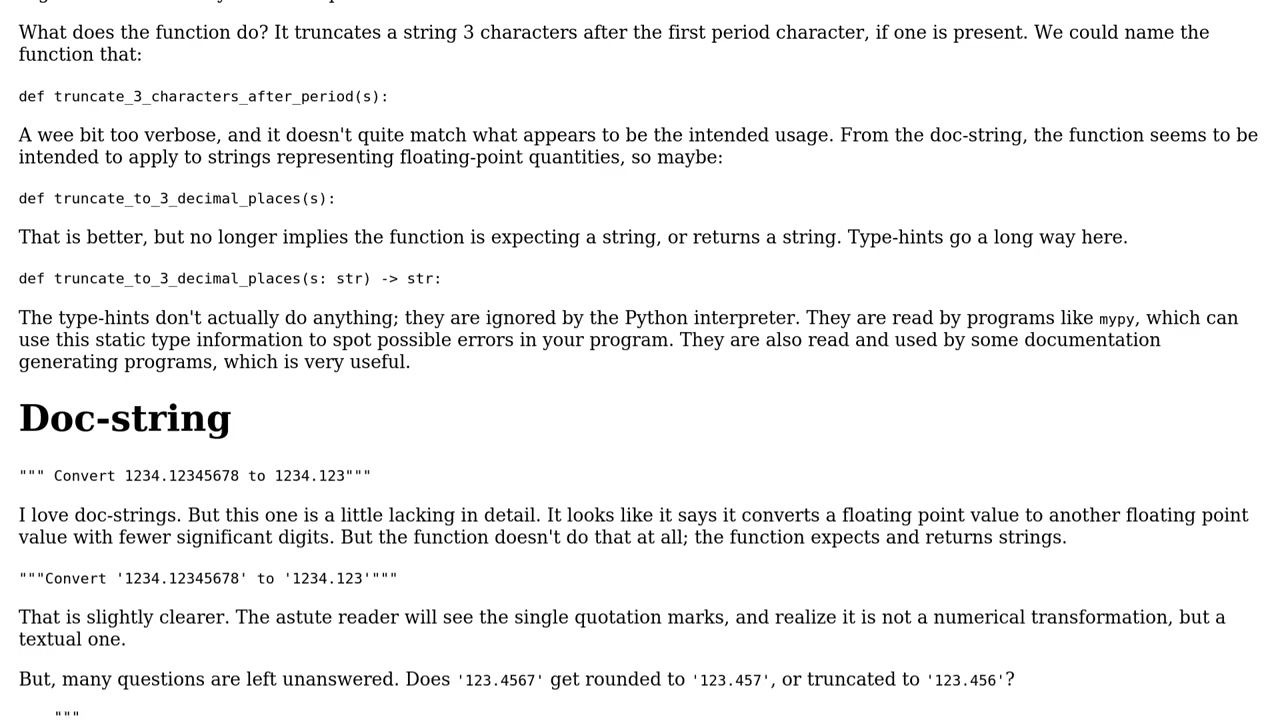 What does the function do? It truncates a string 3 characters after the first period character, if one is present. We could name the
function that:
def truncate_3_characters_after_period(s):
A wee bit too verbose, and it doesn't quite match what appears to be the intended usage. From the doc-string, the function seems to be
intended to apply to strings representing floating-point quantities, so maybe:
def truncate_to_3_decimal_places(s):
That is better, but no longer implies the function is expecting a string, or returns a string. Type-hints go a long way here.
def truncate_to_3_decimal_places(s: str) -> str:
The type-hints don't actually do anything; they are ignored by the Python interpreter. They are read by programs like mypy, which can
use this static type information to spot possible errors in your program. They are also read and used by some documentation
generating programs, which is very useful.
Doc-string
""" Convert 1234.12345678 to 1234.123"""
I love doc-strings. But this one is a little lacking in detail. It looks like it says it converts a floating point value to another floating point
value with fewer significant digits. But the function doesn't do that at all; the function expects and returns strings.
"""Convert '1234.12345678' to '1234.123'"""
That is slightly clearer. The astute reader will see the single quotation marks, and realize it is not a numerical transformation, but a
textual one.
But, many questions are left unanswered. Does '123.4567' get rounded to '123.457', or truncated to '123.456'?
"""